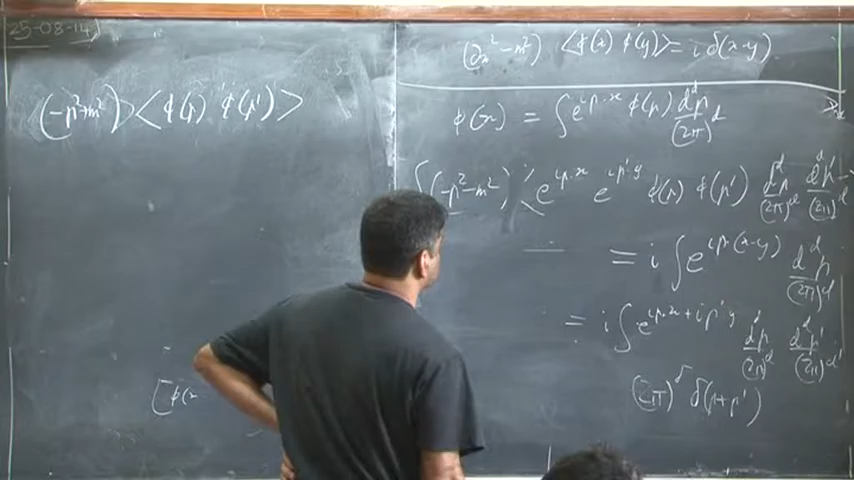 25-08-14
(-p²+m²) <ϕ(p) ϕ(p')>
[ϕ(x
(∂ₓ² - m²) <ϕ(x) ϕ(y)> = i δ(x-y)
ϕ(x) = ∫ e^{ip·x} ϕ(p) d^dp/(2π)^d
∫(-p²-m²) <e^{ip·x} e^{ip'·y} ϕ(p) ϕ(p') d^dp/(2π)^d d^dp'/(2π)^d
= i ∫ e^{ip·(x-y)} d^dp/(2π)^d
= i ∫ e^{ip·x + ip'·y} d^dp/(2π)^d d^dp'/(2π)^d
(2π)^d δ(p+p')